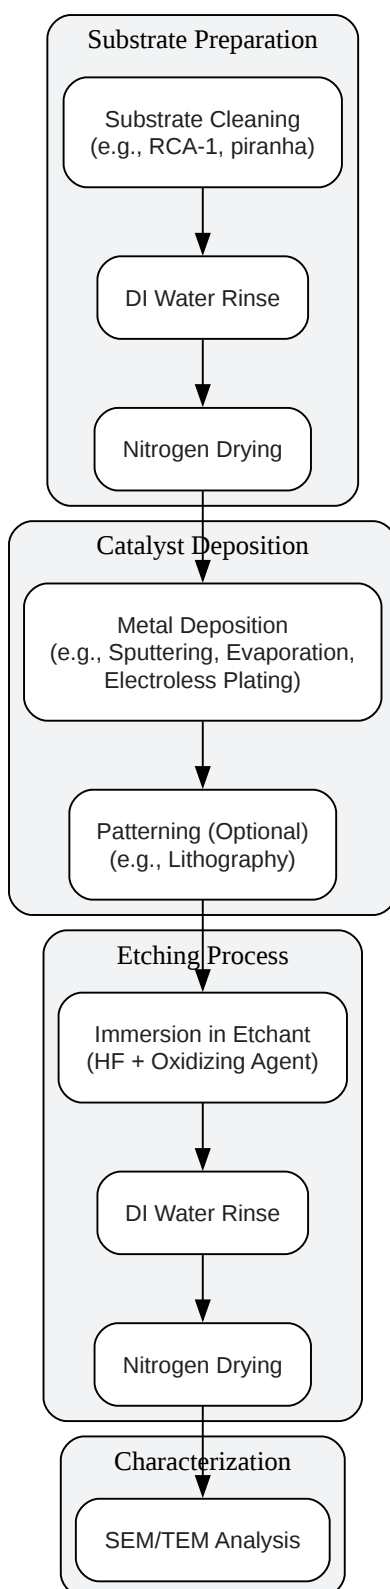 Substrate Preparation
Substrate Cleaning
(e.g., RCA-1, piranha)
DI Water Rinse
Nitrogen Drying
Catalyst Deposition
Metal Deposition
(e.g., Sputtering, Evaporation,
Electroless Plating)
Patterning (Optional)
(e.g., Lithography)
Etching Process
Immersion in Etchant
(HF + Oxidizing Agent)
DI Water Rinse
Nitrogen Drying
Characterization
SEM/TEM Analysis